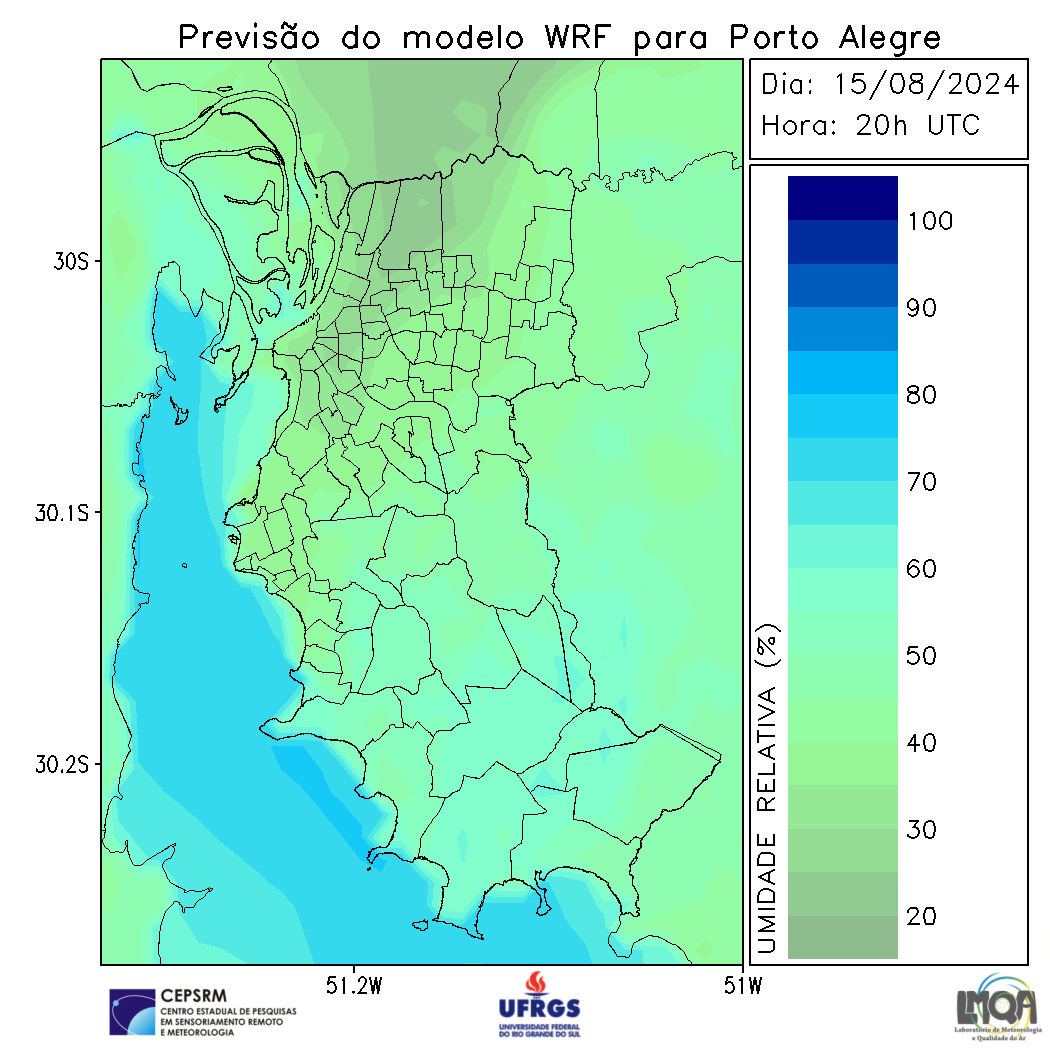 Previsão do modelo WRF para Porto Alegre
Dia: 15/08/2024
Hora: 20h UTC
100
90
80
70
60
50
40
30
20
UMIDADE RELATIVA (%)
30S
30.1S
30.2S
51.2W
51W
CEPSRM
CENTRO ESTADUAL DE PESQUISAS
EM SENSORIAMENTO REMOTO
E METEOROLOGIA
UFRGS
UNIVERSIDADE FEDERAL
DO RIO GRANDE DO SUL
LMQA
Laboratório de Meteorologia
e Qualidade do Ar